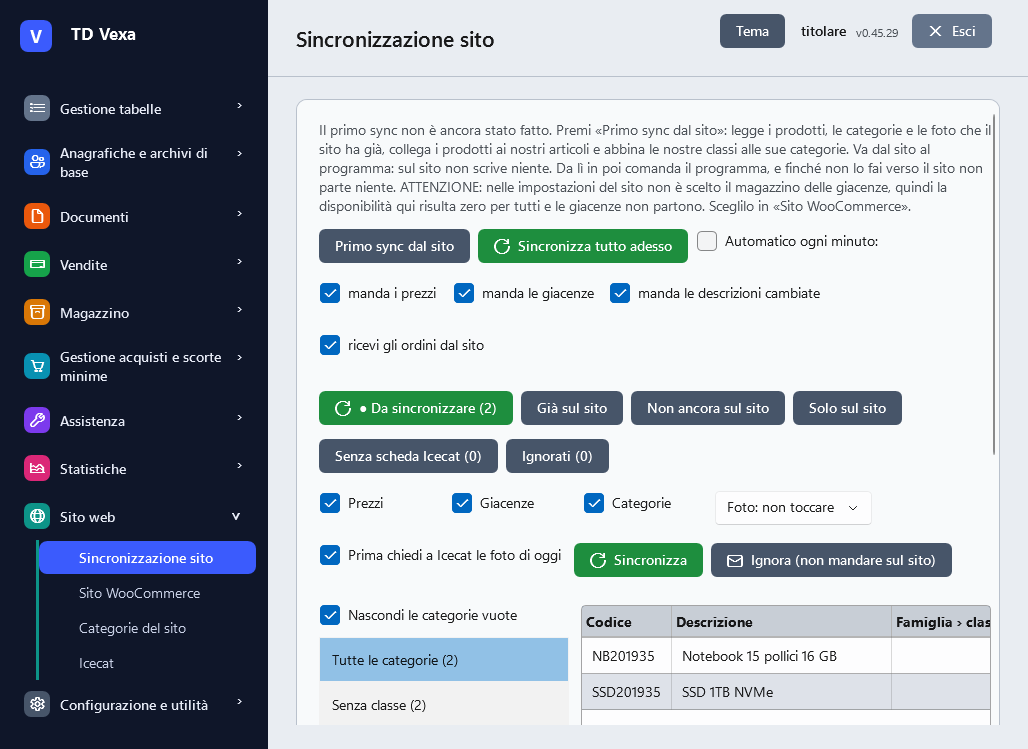 V
TD Vexa
Gestione tabelle
Anagrafiche e archivi di
base
Documenti
Vendite
Magazzino
Gestione acquisti e scorte
minime
Assistenza
Statistiche
Sito web
Sincronizzazione sito
Sito WooCommerce
Categorie del sito
Icecat
Configurazione e utilità
Sincronizzazione sito
Tema
titolare
v0.45.29
Esci
Il primo sync non è ancora stato fatto. Premi «Primo sync dal sito»: legge i prodotti, le categorie e le foto che il
sito ha già, collega i prodotti ai nostri articoli e abbina le nostre classi alle sue categorie. Va dal sito al
programma: sul sito non scrive niente. Da lì in poi comanda il programma, e finché non lo fai verso il sito non
parte niente. ATTENZIONE: nelle impostazioni del sito non è scelto il magazzino delle giacenze, quindi la
disponibilità qui risulta zero per tutti e le giacenze non partono. Sceglilo in «Sito WooCommerce».
Primo sync dal sito
Sincronizza tutto adesso
Automatico ogni minuto:
manda i prezzi
manda le giacenze
manda le descrizioni cambiate
ricevi gli ordini dal sito
● Da sincronizzare (2)
Già sul sito
Non ancora sul sito
Solo sul sito
Senza scheda Icecat (0)
Ignorati (0)
Prezzi
Giacenze
Categorie
Foto: non toccare
Prima chiedi a Icecat le foto di oggi
Sincronizza
Ignora (non mandare sul sito)
Nascondi le categorie vuote
Tutte le categorie (2)
Senza classe (2)
Codice Descrizione Famiglia › clas
NB201935 Notebook 15 pollici 16 GB
SSD201935 SSD 1TB NVMe